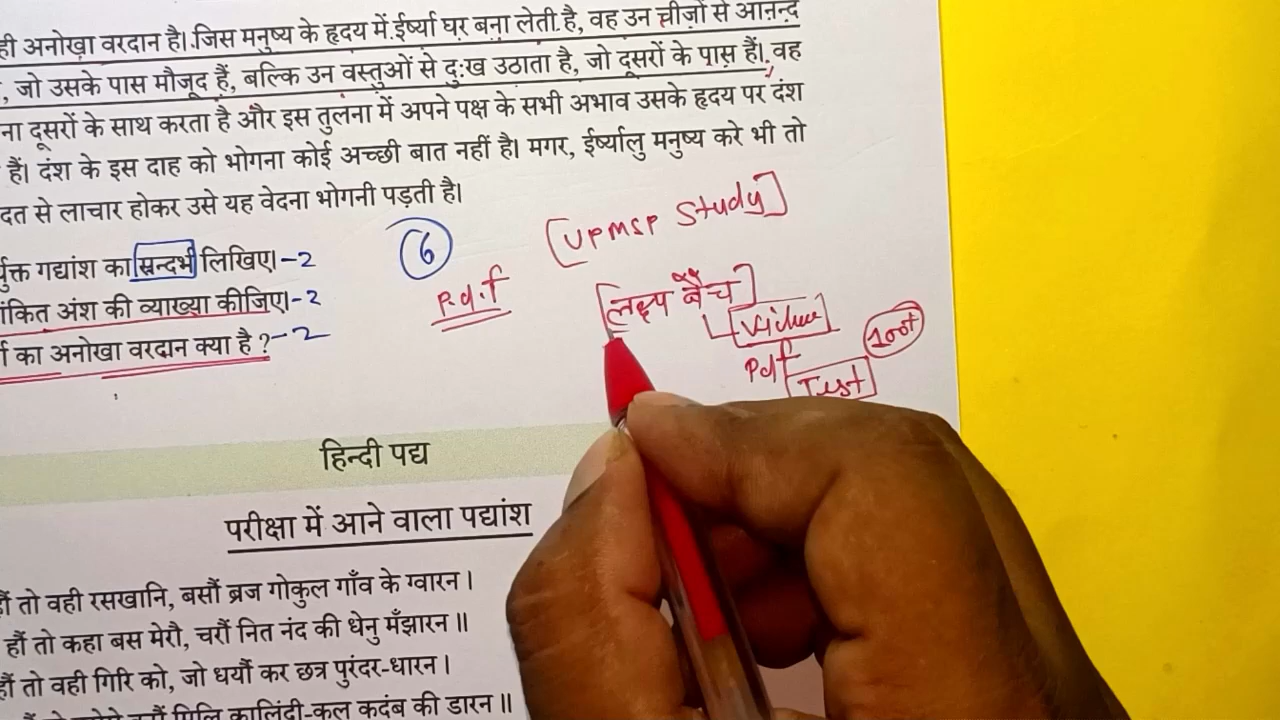 ही अनोखा वरदान है। जिस मनुष्य के हृदय में ईर्ष्या घर बना लेती है, वह उन चीज़ों से आनन्द
, जो उसके पास मौजूद हैं, बल्कि उन वस्तुओं से दुःख उठाता है, जो दूसरों के पास हैं। वह
ना दूसरों के साथ करता है और इस तुलना में अपने पक्ष के सभी अभाव उसके हृदय पर दंश
हैं। दंश के इस दाह को भोगना कोई अच्छी बात नहीं है। मगर, ईर्ष्यालु मनुष्य करे भी तो
दत से लाचार होकर उसे यह वेदना भोगनी पड़ती है।
[UPMSP Study]
र्युक्त गद्यांश का सन्दर्भ लिखिए। -2
6
P.d.f
[लक्ष्य बैच]
ांकित अंश की व्याख्या कीजिए। -2
Video
100+
र्या का अनोखा वरदान क्या है ? -2
Pdf
Test
हिन्दी पद्य
परीक्षा में आने वाला पद्यांश
हौं तो वही रसखानि, बसौं ब्रज गोकुल गाँव के ग्वारन।
हौं तो कहा बस मेरौ, चरौं नित नंद की धेनु मँझारन॥
हौं तो वही गिरि को, जो धर्यौ कर छत्र पुरंदर-धारन।
मिलि कालिंदी-कूल कदंब की डारन॥